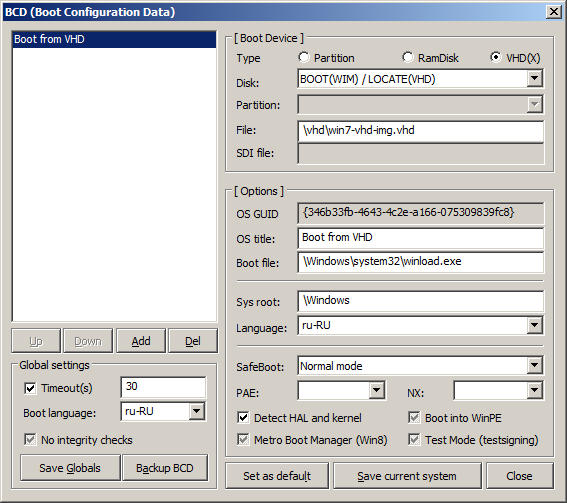 BCD (Boot Configuration Data)
Boot from VHD
Up
Down
Add
Del
Global settings
Timeout(s)
30
Boot language:
ru-RU
No integrity checks
Save Globals
Backup BCD
[ Boot Device ]
Type
Partition
RamDisk
VHD(X)
Disk:
BOOT(WIM) / LOCATE(VHD)
Partition:
File:
\vhd\win7-vhd-img.vhd
SDI file:
[ Options ]
OS GUID
{346b33fb-4643-4c2e-a166-075309839fc8}
OS title:
Boot from VHD
Boot file:
\Windows\system32\winload.exe
Sys root:
\Windows
Language:
ru-RU
SafeBoot:
Normal mode
PAE:
NX:
Detect HAL and kernel
Boot into WinPE
Metro Boot Manager (Win8)
Test Mode (testsigning)
Set as default
Save current system
Close